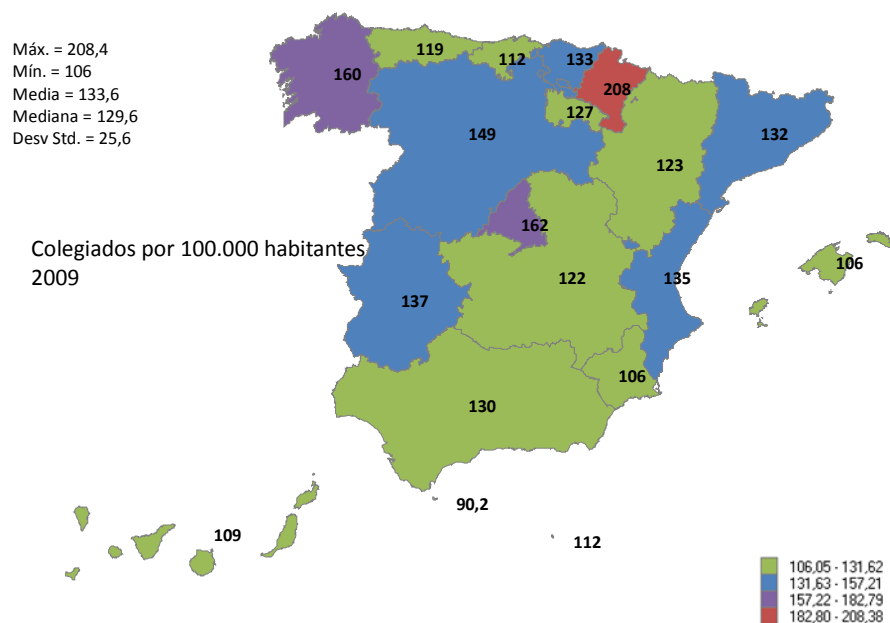 Máx. = 208,4
Mín. = 106
Media = 133,6
Mediana = 129,6
Desv Std. = 25,6
160
119
112
133
208
127
149
132
123
162
Colegiados por 100.000 habitantes
2009
106
122
135
137
106
130
90,2
109
112
106,05 - 131,62
131,63 - 157,21
157,22 - 182,79
182,80 - 208,38